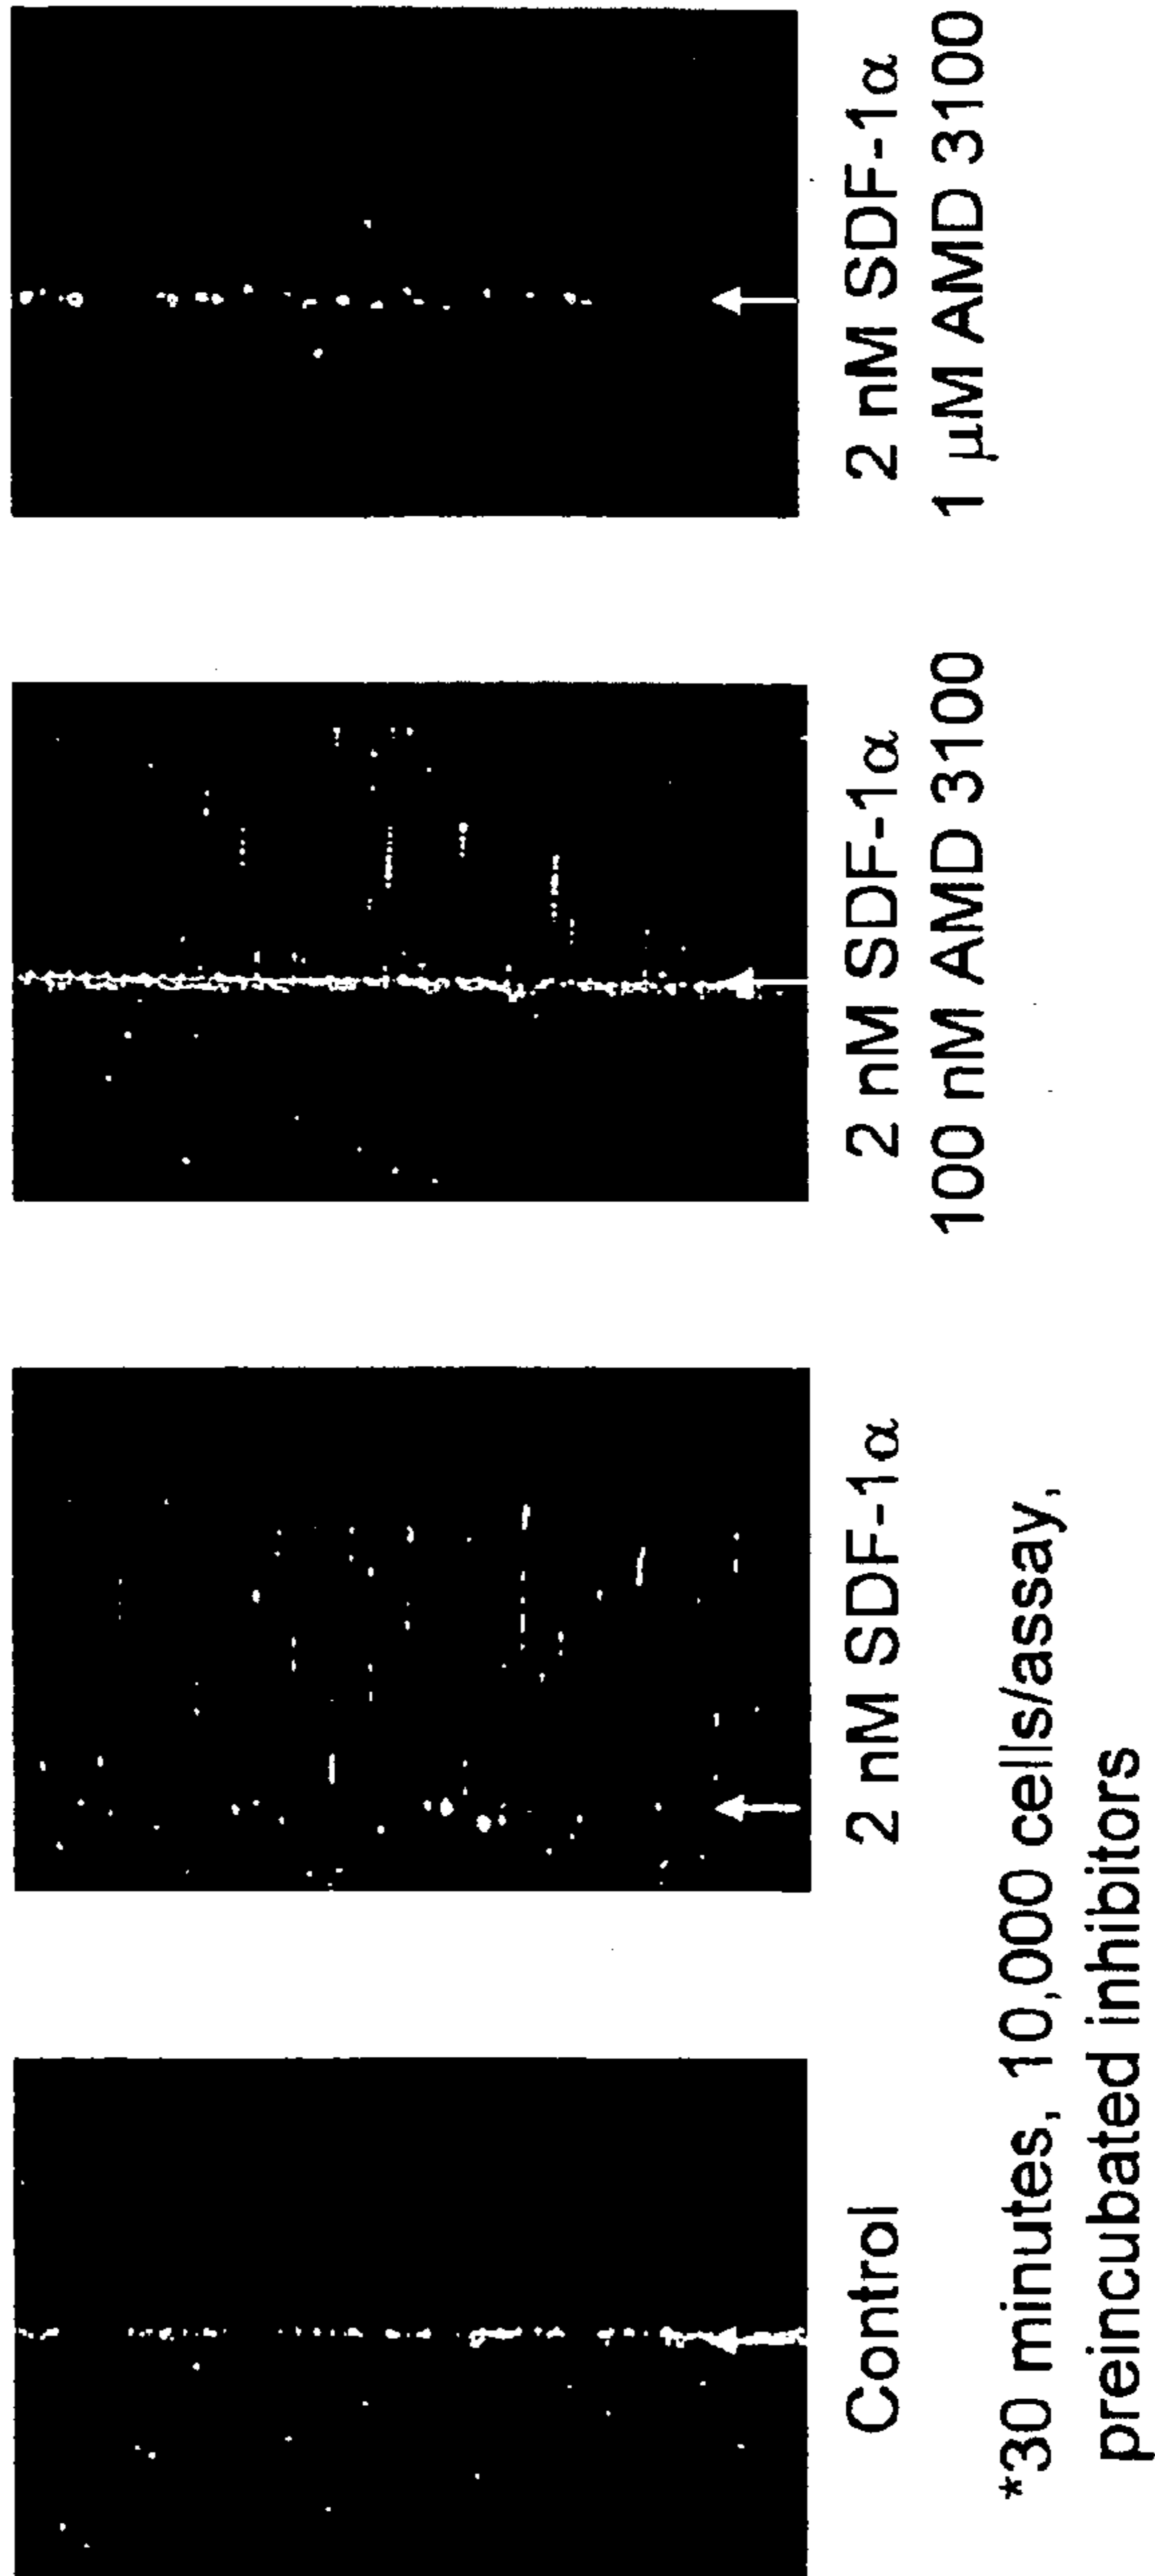 Control
2 nM SDF-1α
2 nM SDF-1α
100 nM AMD 3100
2 nM SDF-1α
1 μM AMD 3100
*30 minutes, 10,000 cells/assay,
preincubated inhibitors